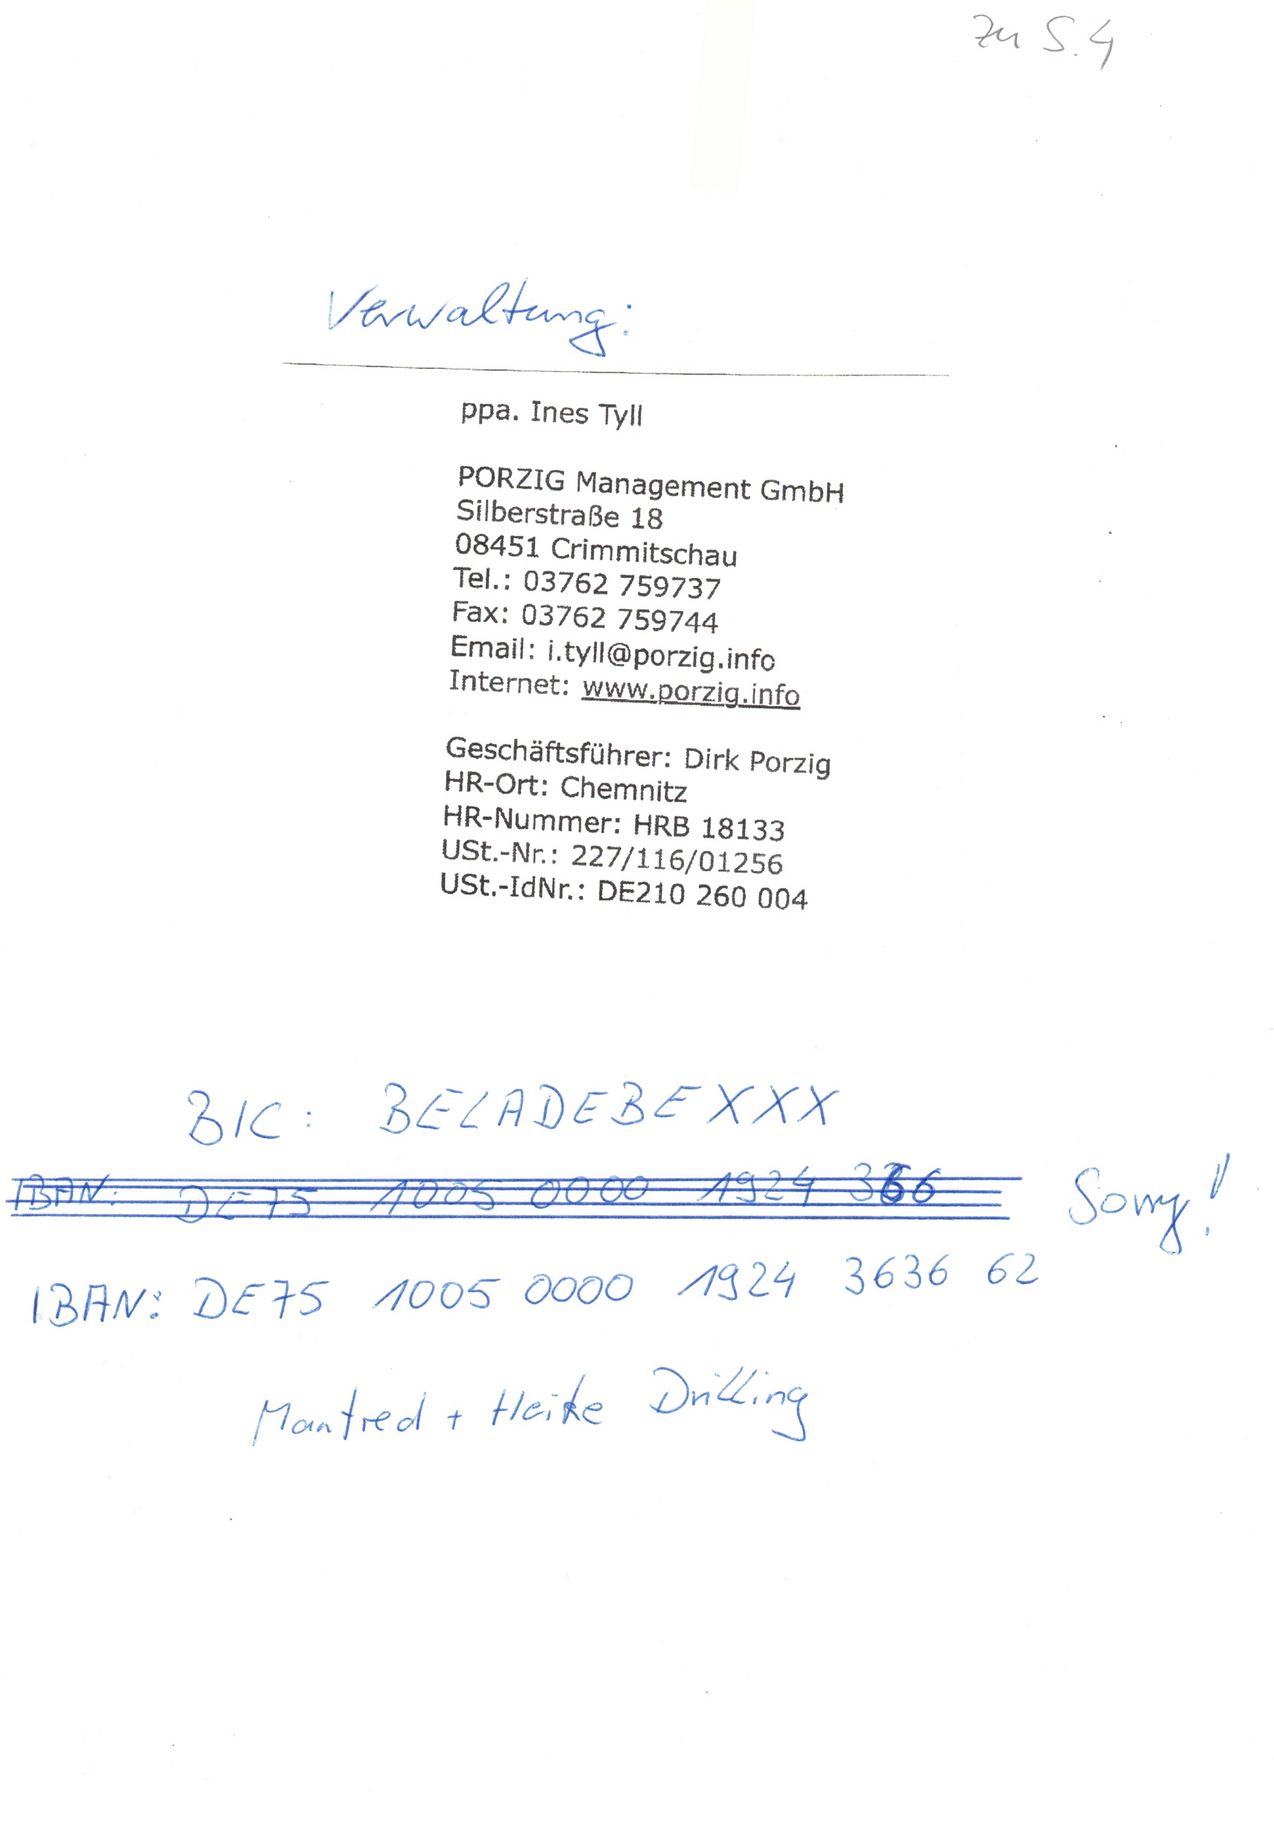 zu S. 4
Verwaltung:
ppa. Ines Tyll
PORZIG Management GmbH
Silberstraße 18
08451 Crimmitschau
Tel.: 03762 759737
Fax: 03762 759744
Email: i.tyll@porzig.info
Internet: www.porzig.info
Geschäftsführer: Dirk Porzig
HR-Ort: Chemnitz
HR-Nummer: HRB 18133
USt.-Nr.: 227/116/01256
USt.-IdNr.: DE210 260 004
BIC: BELADEBEXXX
IBAN: DE75 1005 0000 1924 366 Sorry!
IBAN: DE75 1005 0000 1924 3636 62
Manfred + Heike Drilling